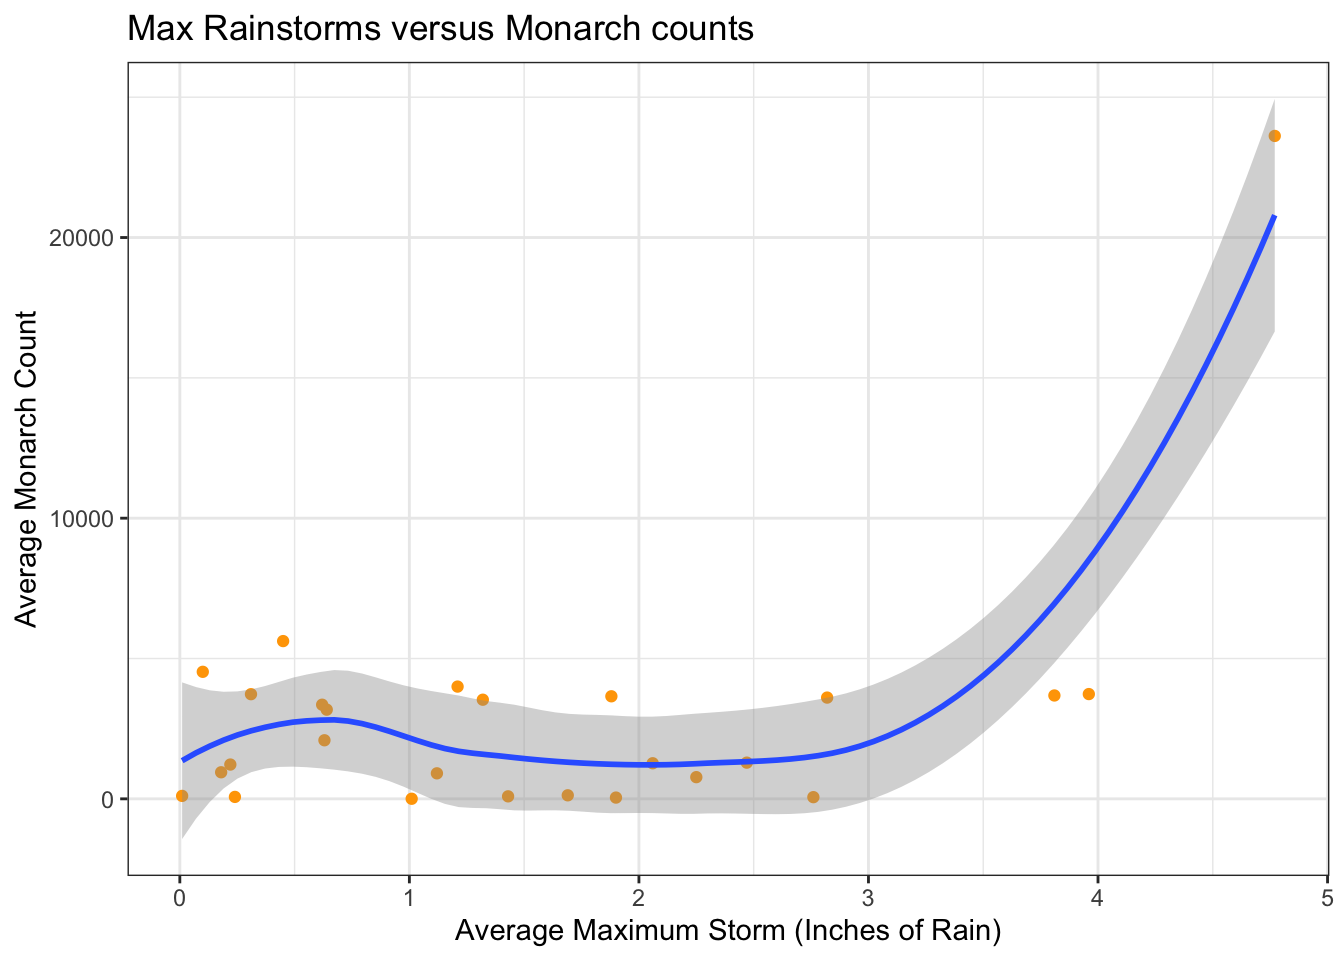 Max Rainstorms versus Monarch counts
Average Monarch Count
20000
10000
0
0 1 2 3 4 5
Average Maximum Storm (Inches of Rain)